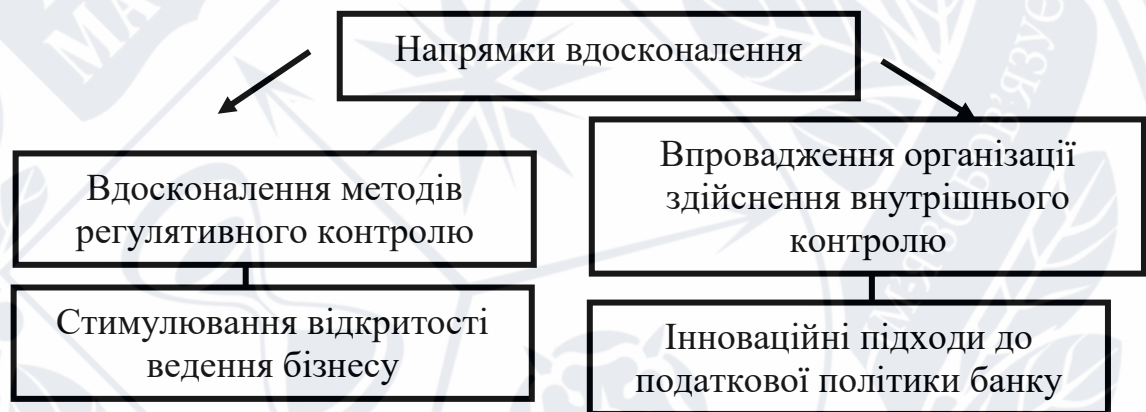 Напрямки вдосконалення
Вдосконалення методів
регулятивного контролю
Стимулювання відкритості
ведення бізнесу
Впровадження організації
здійснення внутрішнього
контролю
Інноваційні підходи до
податкової політики банку